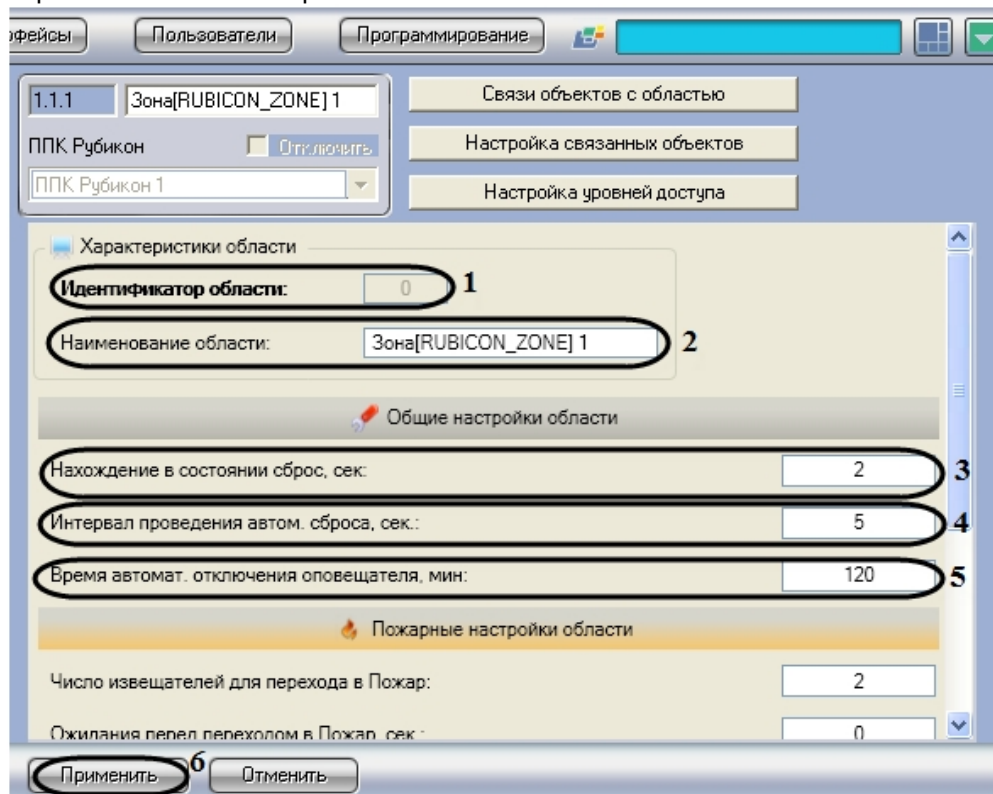 Пользователи Программирование
1.1.1 Зона[RUBICON_ZONE] 1
Связи объектов с областью
ППК Рубикон Отключить
Настройка связанных объектов
ППК Рубикон 1
Настройка уровней доступа
Характеристики области
Идентификатор области: 0 1
Наименование области: Зона[RUBICON_ZONE] 1 2
Общие настройки области
Нахождение в состоянии сброс, сек: 2 3
Интервал проведения автом. сброса, сек.: 5 4
Время автомат. отключения оповещателя, мин: 120 5
Пожарные настройки области
Число извещателей для перехода в Пожар: 2
Ожидания перед переходом в Пожар, сек.: 0
Применить 6 Отменить